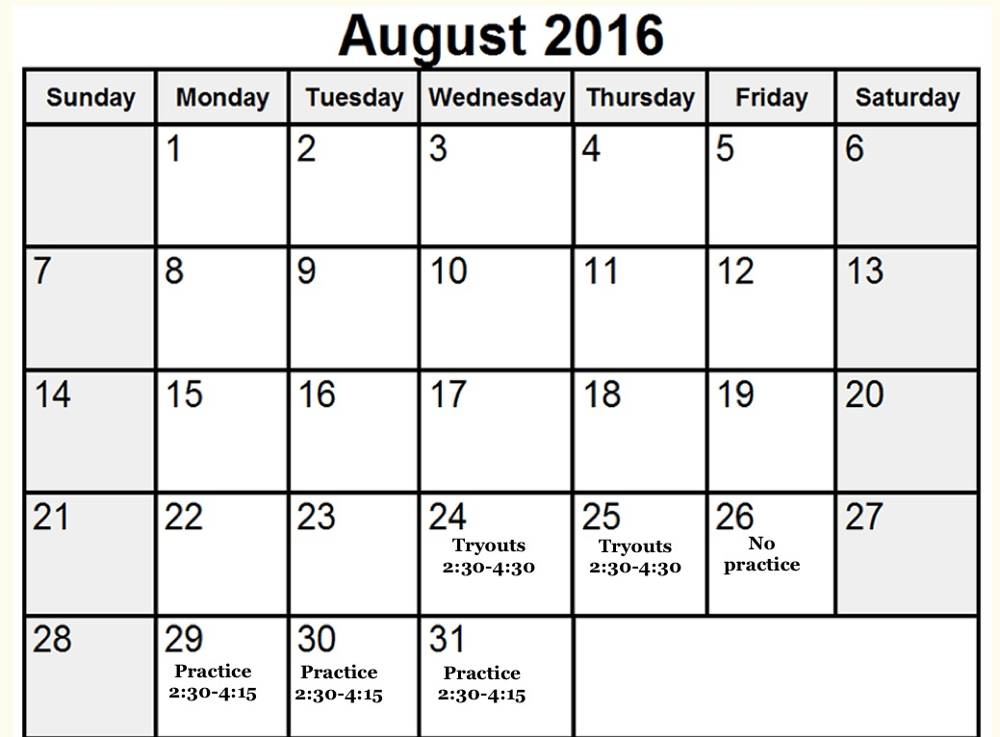 August 2016
Sunday Monday Tuesday Wednesday Thursday Friday Saturday
1 2 3 4 5 6
7 8 9 10 11 12 13
14 15 16 17 18 19 20
21 22 23 24 25 26 27
Tryouts Tryouts No
2:30-4:30 2:30-4:30 practice
28 29 30 31
Practice Practice Practice
2:30-4:15 2:30-4:15 2:30-4:15